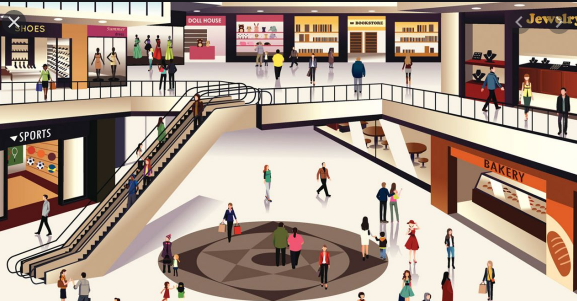 SHOES
DOLL HOUSE
BOOKSTORE
Jewelry
SPORTS
BAKERY